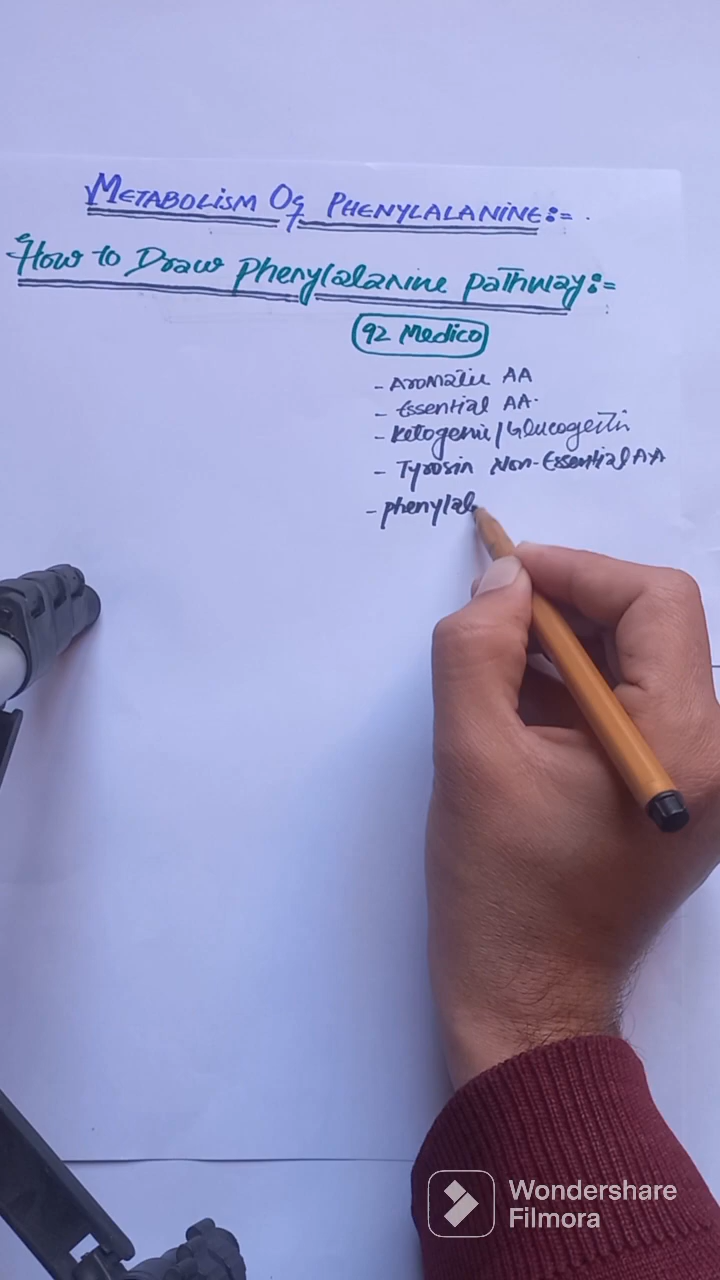 METABOLISM OF PHENYLALANINE:= .
How to Draw Phenylalanine Pathway:=
92 Medico
- Aromatic AA
- Essential AA.
- Ketogenic/Glucogetin
- Tyrosin Non-Essential AA
- phenylal
Wondershare
Filmora